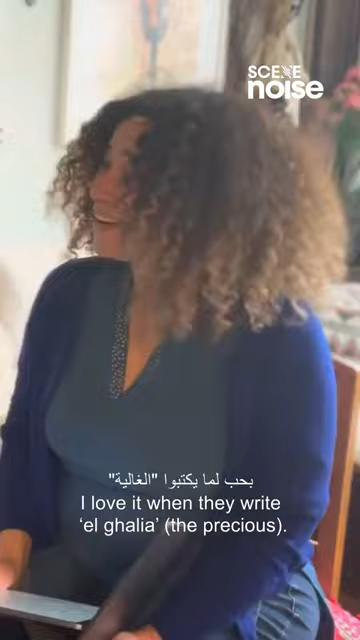 SCENE
noise
بحب لما يكتبوا "الغالية"
I love it when they write
‘el ghalia’ (the precious).